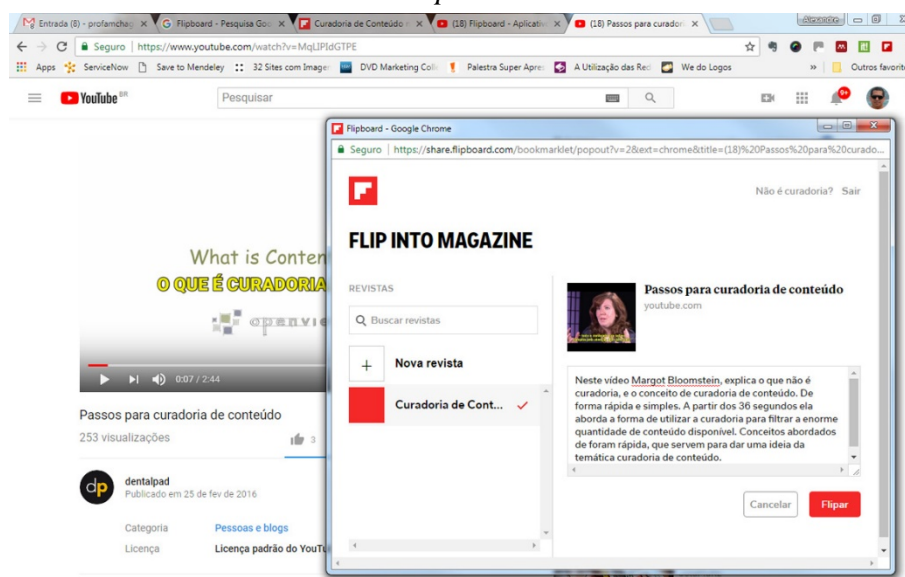 Entrada (8) - profamchag
Flipboard - Pesquisa Goo
Curadoria de Conteúdo
(18) Flipboard - Aplicativ
(18) Passos para curador
Seguro | https://www.youtube.com/watch?v=MqLJPIdGTPE
Apps ServiceNow Save to Mendeley 32 Sites com Image DVD Marketing Col Palestra Super Apre A Utilização das Red We do Logos » Outros favorit
YouTube BR
Pesquisar
9+
Flipboard - Google Chrome
Seguro | https://share.flipboard.com/bookmarklet/popout?v=2&ext=chrome&title=(18)%20Passos%20para%20curado...
Não é curadoria? Sair
FLIP INTO MAGAZINE
REVISTAS
Buscar revistas
Nova revista
Curadoria de Cont...
Passos para curadoria de conteúdo
youtube.com
Neste vídeo Margot Bloomstein, explica o que não é
curadoria, e o conceito de curadoria de conteúdo. De
forma rápida e simples. A partir dos 36 segundos ela
aborda a forma de utilizar a curadoria para filtrar a enorme
quantidade de conteúdo disponível. Conceitos abordados
de foram rápida, que servem para dar uma ideia da
temática curadoria de conteúdo.
Cancelar Flipar
What is Conten
O QUE É CURADORIA
openvie
0:07 / 2:44
Passos para curadoria de conteúdo
253 visualizações
3
dp
dentalpad
Publicado em 25 de fev de 2016
Categoria Pessoas e blogs
Licença Licença padrão do YouTu